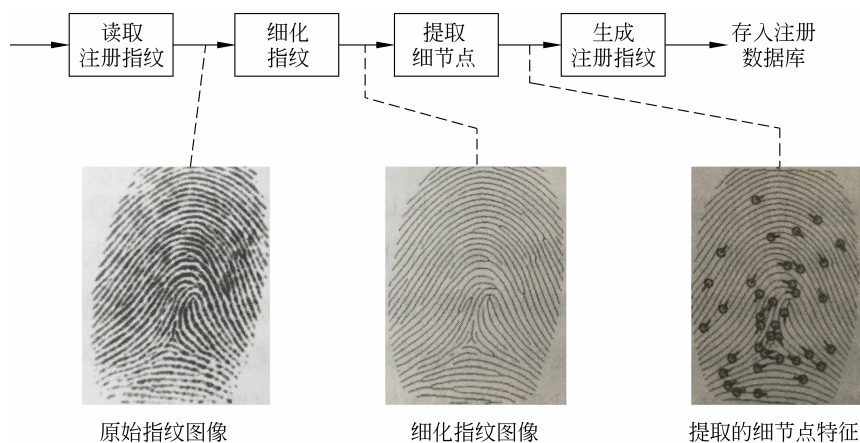 读取
注册指纹
细化
指纹
提取
细节点
生成
注册指纹
存入注册
数据库
原始指纹图像
细化指纹图像
提取的细节点特征